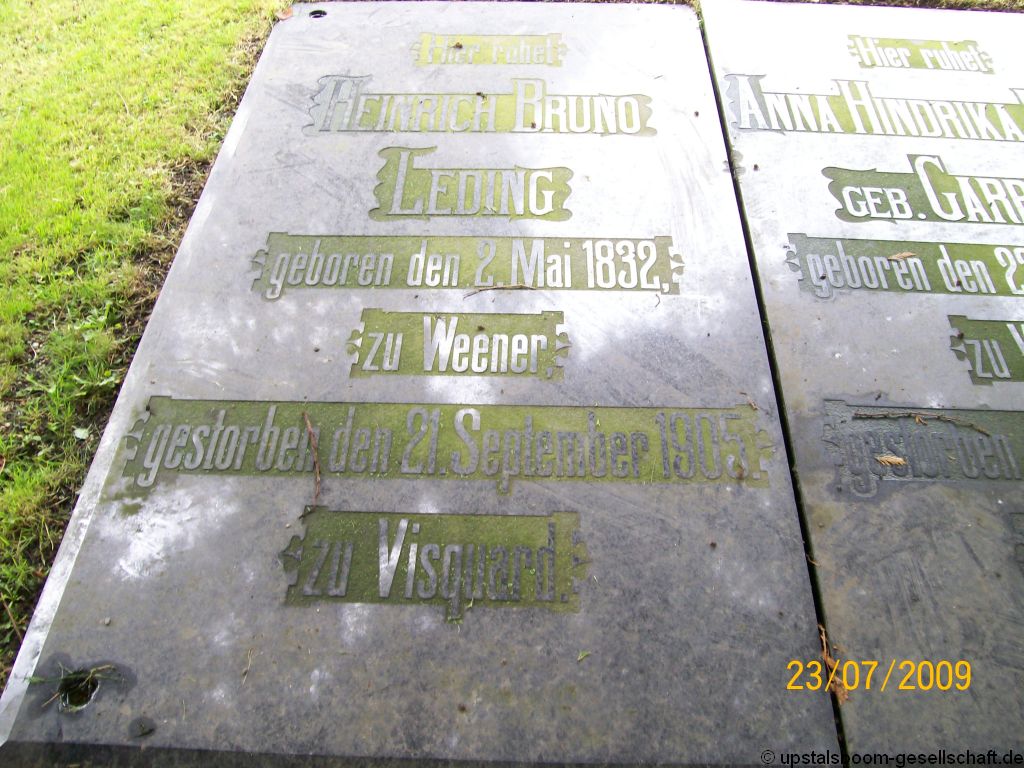 Hier ruhet
HEINRICH BRUNO
LEDING
geboren den 2. Mai 1832,
zu Weener,
gestorben den 21. September 1905.
zu Visquard.
Hier ruhet
ANNA HINDRIKA
GEB. GARR
geboren den 22
zu W
gestorben
23/07/2009
© upstalsboom-gesellschaft.de